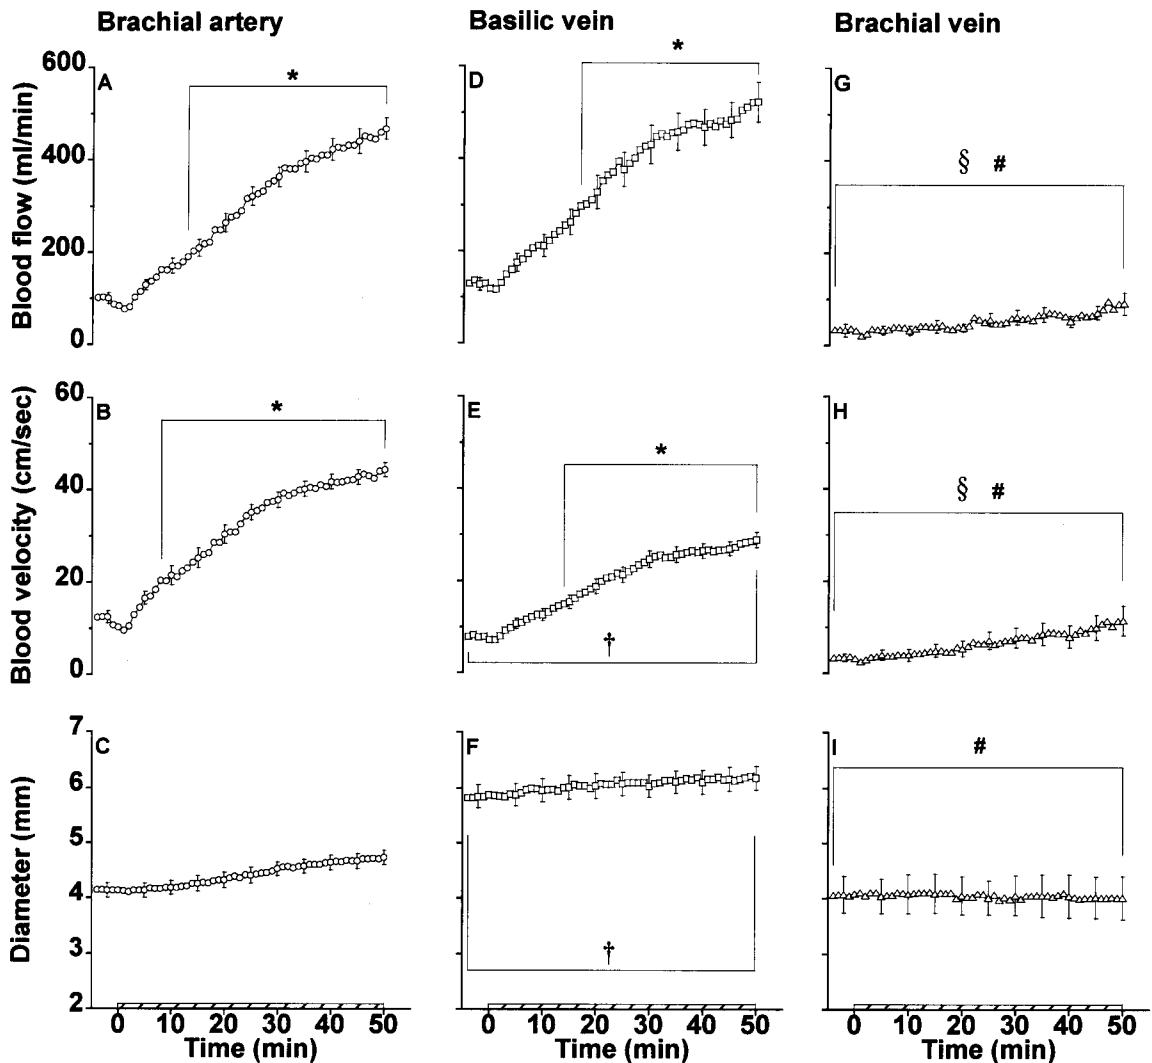 Brachial artery
Basilic vein
Brachial vein
Blood flow (ml/min)
600
400
200
0
A
*
D
*
G
§ #
Blood velocity (cm/sec)
60
40
20
0
B
*
E
*
†
H
§ #
Diameter (mm)
7
6
5
4
3
2
C
F
†
I
#
0 10 20 30 40 50
0 10 20 30 40 50
0 10 20 30 40 50
Time (min)
Time (min)
Time (min)